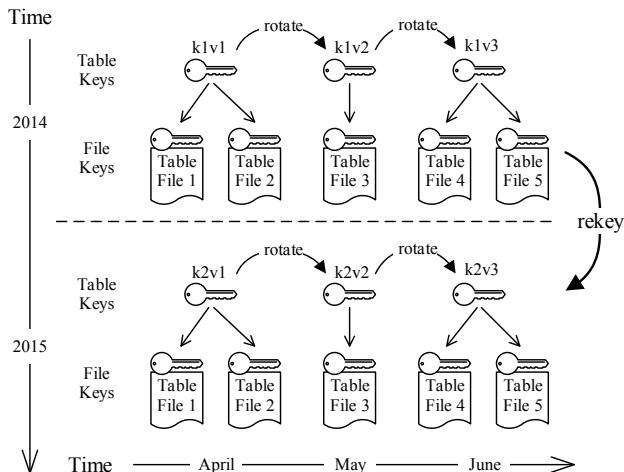 Time
rotate
rotate
k1v1
k1v2
k1v3
Table
Keys
2014
File
Keys
Table
File 1
Table
File 2
Table
File 3
Table
File 4
Table
File 5
rekey
rotate
rotate
k2v1
k2v2
k2v3
Table
Keys
2015
File
Keys
Table
File 1
Table
File 2
Table
File 3
Table
File 4
Table
File 5
Time
April
May
June